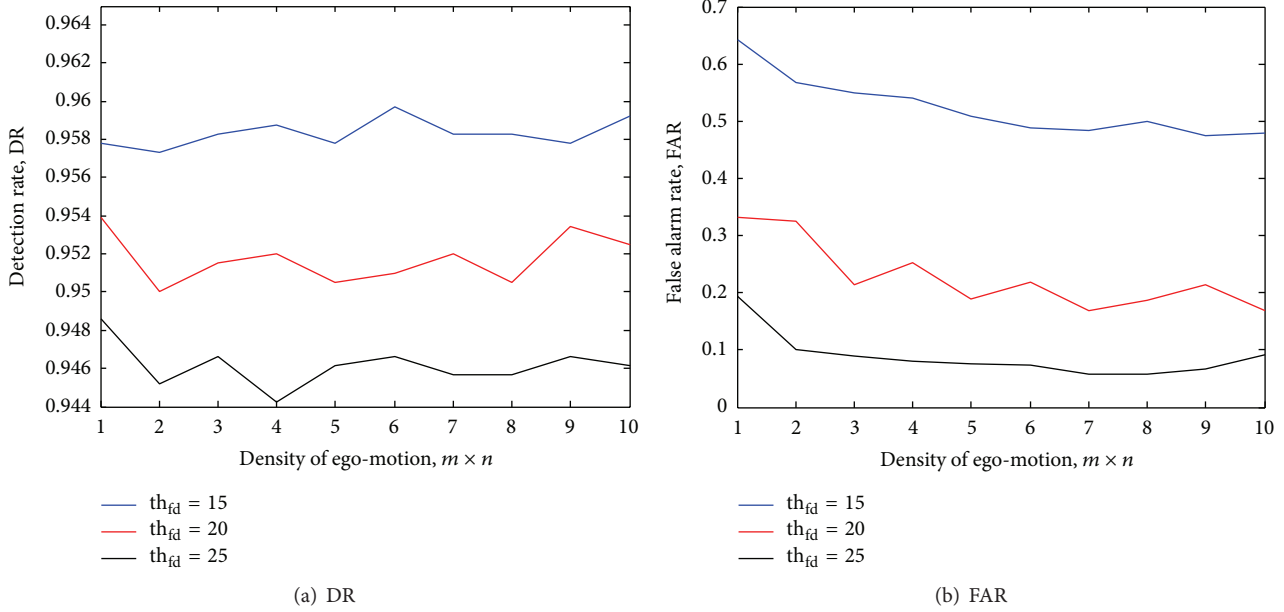 0.964
0.962
0.96
0.958
0.956
0.954
0.952
0.95
0.948
0.946
0.944
Detection rate, DR
1 2 3 4 5 6 7 8 9 10
Density of ego-motion, m × n
th_fd = 15
th_fd = 20
th_fd = 25
(a) DR
0.7
0.6
0.5
0.4
0.3
0.2
0.1
0
False alarm rate, FAR
1 2 3 4 5 6 7 8 9 10
Density of ego-motion, m × n
th_fd = 15
th_fd = 20
th_fd = 25
(b) FAR